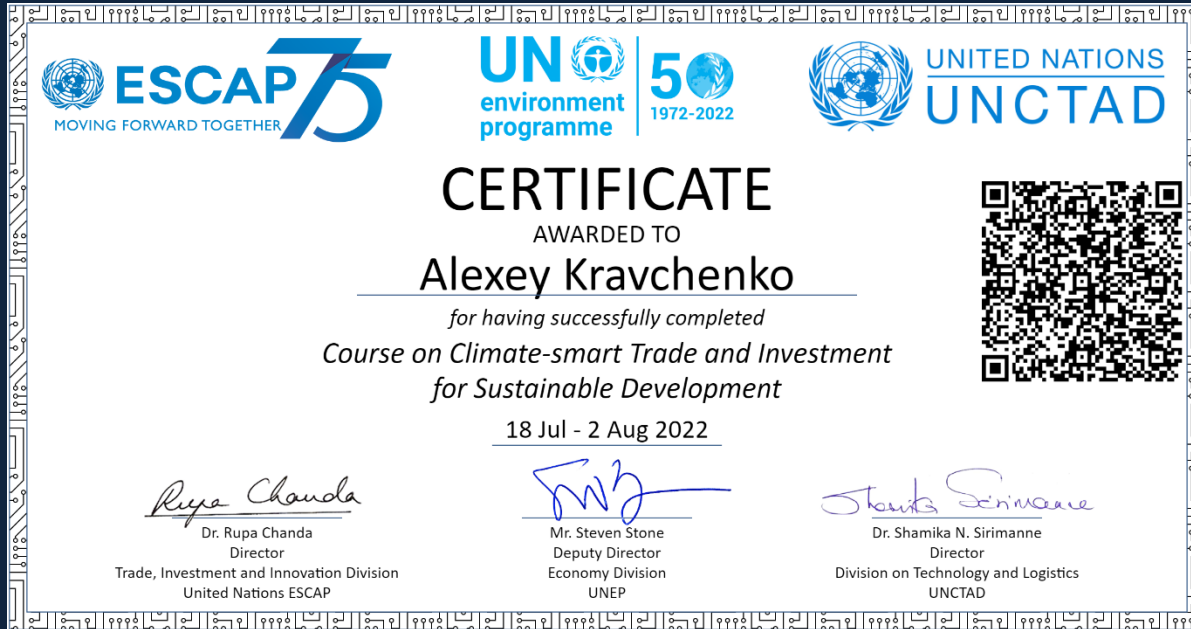 ESCAP 75
MOVING FORWARD TOGETHER
UN
environment
programme
50
1972-2022
UNITED NATIONS
UNCTAD
CERTIFICATE
AWARDED TO
Alexey Kravchenko
for having successfully completed
Course on Climate-smart Trade and Investment
for Sustainable Development
18 Jul - 2 Aug 2022
Rupa Chanda
Shamika Sirimanne
Dr. Rupa Chanda
Director
Trade, Investment and Innovation Division
United Nations ESCAP
Mr. Steven Stone
Deputy Director
Economy Division
UNEP
Dr. Shamika N. Sirimanne
Director
Division on Technology and Logistics
UNCTAD